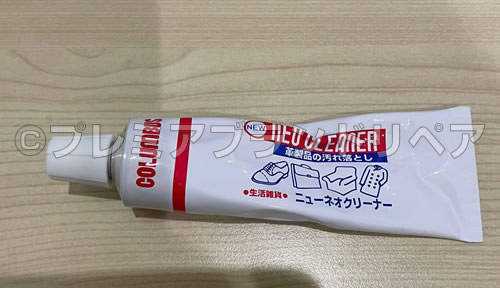 COLUMBUS
NEW
NEO CLEANER
革製品の汚れ落とし
●生活雑貨●
ニューネオクリーナー
©プレミアブランドリペア